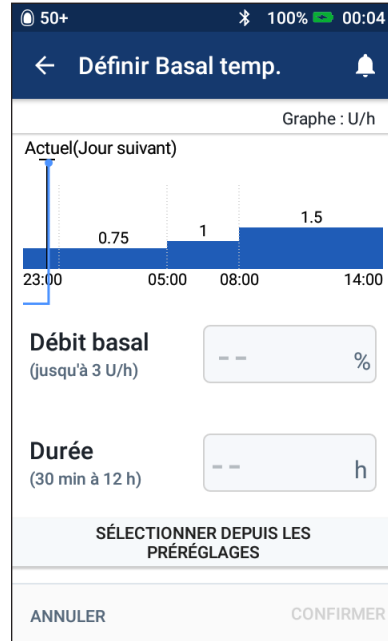 50+ 100% 00:04
Définir Basal temp.
Graphe : U/h
Actuel(Jour suivant)
0.75 1 1.5
23:00 05:00 08:00 14:00
Débit basal
(jusqu'à 3 U/h)
-- %
Durée
(30 min à 12 h)
-- h
SÉLECTIONNER DEPUIS LES
PRÉRÉGLAGES
ANNULER CONFIRMER